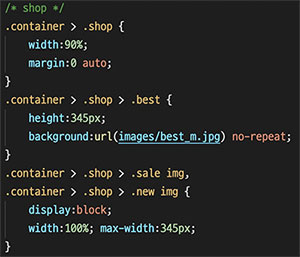 /* shop */
.container > .shop {
width:90%;
margin:0 auto;
}
.container > .shop > .best {
height:345px;
background:url(images/best_m.jpg) no-repeat;
}
.container > .shop > .sale img,
.container > .shop > .new img {
display:block;
width:100%; max-width:345px;
}